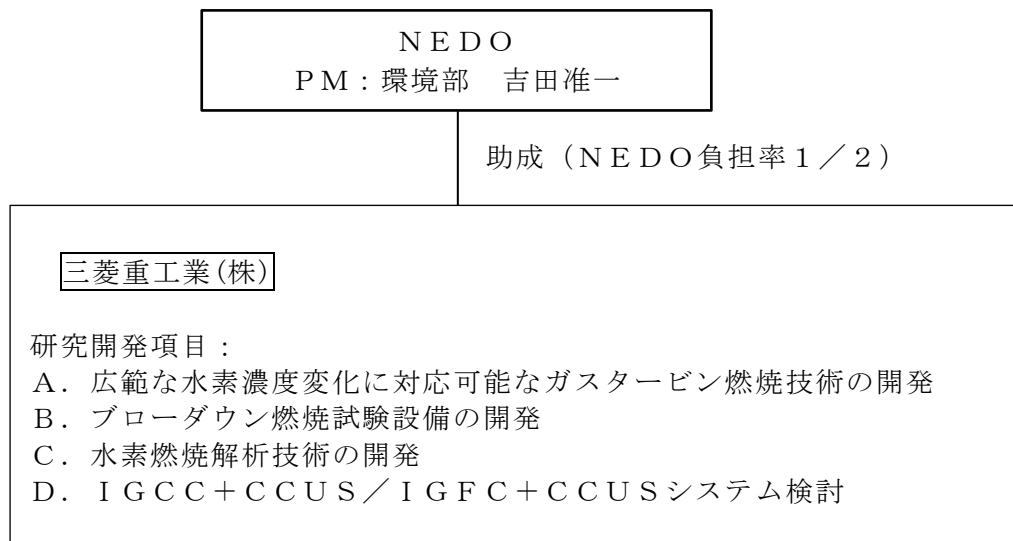 ＮＥＤＯ
ＰＭ：環境部　吉田准一
助成（ＮＥＤＯ負担率１／２）
三菱重工業(株)
研究開発項目：
Ａ．広範な水素濃度変化に対応可能なガスタービン燃焼技術の開発
Ｂ．ブローダウン燃焼試験設備の開発
Ｃ．水素燃焼解析技術の開発
Ｄ．ＩＧＣＣ＋ＣＣＵＳ／ＩＧＦＣ＋ＣＣＵＳシステム検討